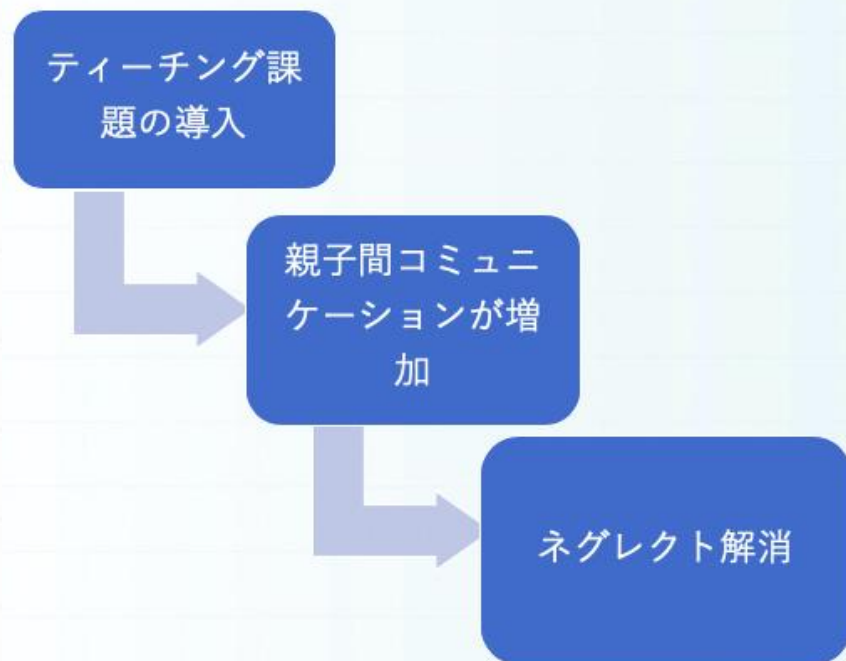 ティーチング課
題の導入
親子間コミュニ
ケーションが増
加
ネグレクト解消